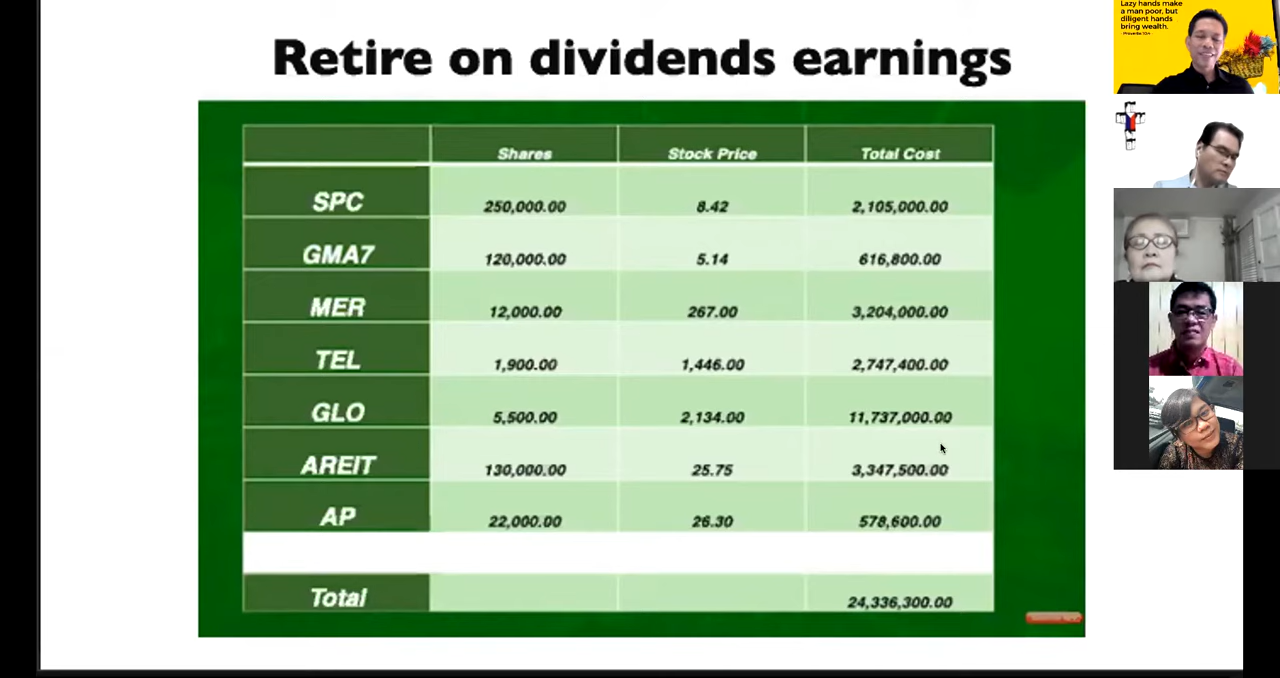 Retire on dividends earnings
Shares Stock Price Total Cost
SPC 250,000.00 8.42 2,105,000.00
GMA7 120,000.00 5.14 616,800.00
MER 12,000.00 267.00 3,204,000.00
TEL 1,900.00 1,446.00 2,747,400.00
GLO 5,500.00 2,134.00 11,737,000.00
AREIT 130,000.00 25.75 3,347,500.00
AP 22,000.00 26.30 578,600.00
Total 24,336,300.00
Lazy hands make
a man poor, but
diligent hands
bring wealth.